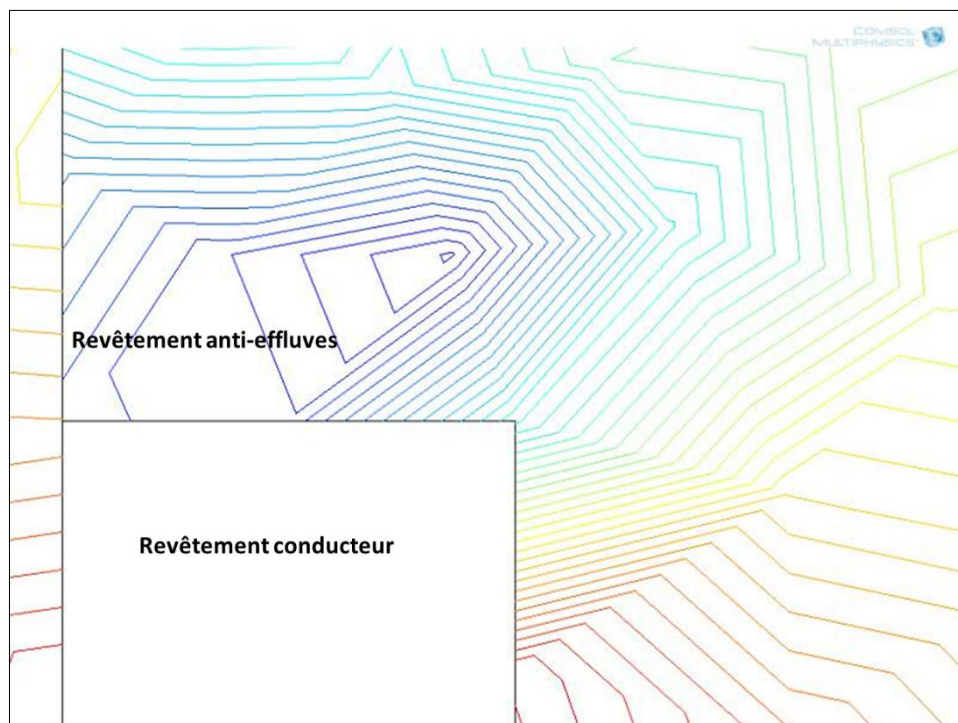 COMSOL
MULTIPHYSICS
Revêtement anti-effluves
Revêtement conducteur